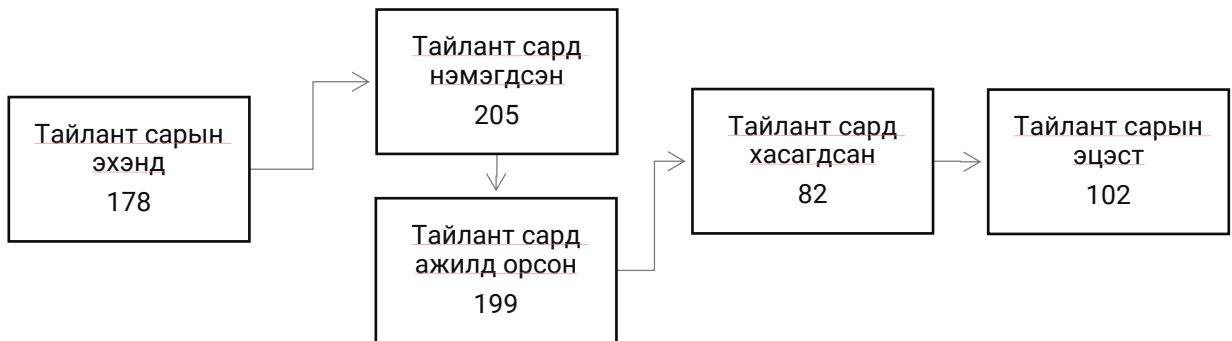 Тайлант сарын
эхэнд
178
Тайлант сард
нэмэгдсэн
205
Тайлант сард
ажилд орсон
199
Тайлант сард
хасагдсан
82
Тайлант сарын
эцэст
102